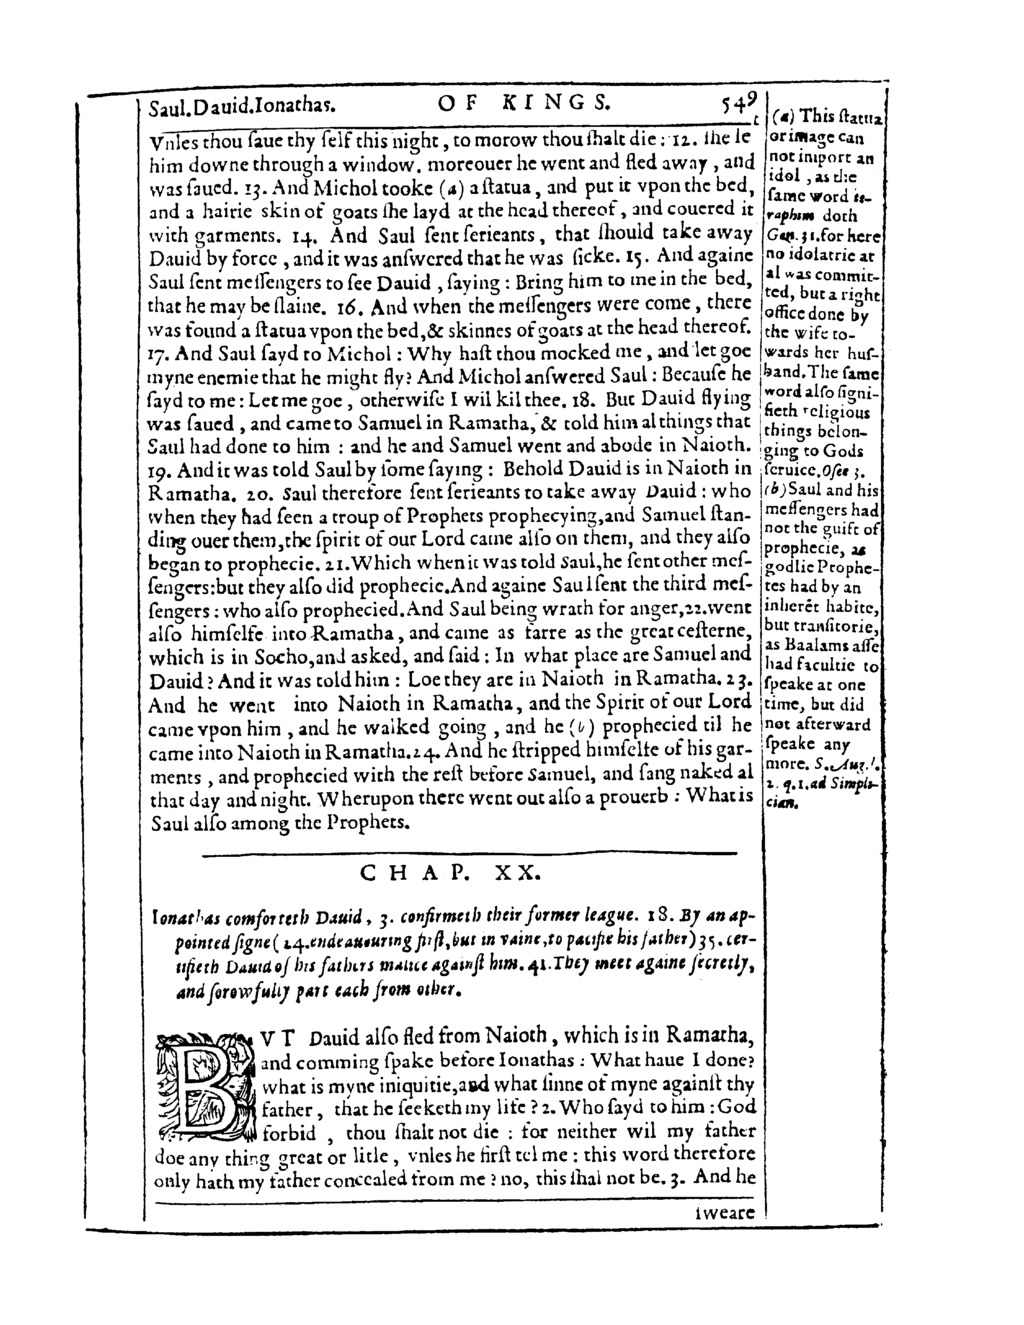 Saul.Dauid.Ionathas. OF KINGS. 549
Vnles thou ſaue thy ſelf this night, to morow thou ſhalt die: 12. ſhe le t
him downe through a window. moreouer he went and fled away, and
was ſaued. 13. And Michol tooke (a) a ſtatua, and put it vpon the bed,
and a hairie skin of goats ſhe layd at the head thereof, and couered it
with garments. 14. And Saul ſent ſerieants, that ſhould take away
Dauid by force, and it was anſwered that he was ſicke. 15. And againe
Saul ſent meſſengers to ſee Dauid, ſaying: Bring him to me in the bed,
that he may be ſlaine. 16. And when the meſſengers were come, there
was found a ſtatua vpon the bed,& skinnes of goats at the head thereof.
17. And Saul ſayd to Michol: Why haſt thou mocked me, and let goe
myne enemie that he might fly? And Michol anſwered Saul: Becauſe he
ſayd to me: Let me goe, otherwiſe I wil kil thee. 18. But Dauid flying
was ſaued, and came to Samuel in Ramatha, & told him al things that
Saul had done to him: and he and Samuel went and abode in Naioth.
19. And it was told Saul by ſome ſaying: Behold Dauid is in Naioth in
Ramatha. 20. Saul therefore ſent ſerieants to take away Dauid: who
when they had ſeen a troup of Prophets prophecying,and Samuel ſtan-
ding ouer them,the ſpirit of our Lord came alſo on them, and they alſo
began to prophecie. 21.Which when it was told Saul,he ſent other meſ-
ſengers:but they alſo did prophecie.And againe Saul ſent the third meſ-
ſengers: who alſo prophecied.And Saul being wrath for anger,22.went
alſo himſelfe into Ramatha, and came as farre as the great ceſterne,
which is in Socho,and asked, and ſaid: In what place are Samuel and
Dauid? And it was told him: Loe they are in Naioth in Ramatha. 23.
And he went into Naioth in Ramatha, and the Spirit of our Lord
came vpon him, and he walked going, and he (b) prophecied til he
came into Naioth in Ramatha.24. And he ſtripped himſelfe of his gar-
ments, and prophecied with the reſt before Samuel, and ſang naked al
that day and night. Wherupon there went out alſo a prouerb: What is
Saul alſo among the Prophets.
(a) This ſtatua
or image can
not import an
idol, as the
ſame word te-
raphim doth
Gen.31.for here
no idolatrie at
al was commit-
ted, but a right
office done by
the wife to-
wards her huſ-
band.The ſame
word alſo ſigni-
fieth religious
things belon-
ging to Gods
ſeruice.Oſee 3.
(b)Saul and his
meſſengers had
not the guift of
prophecie, as
godlie Prophe-
tes had by an
inherēt habite,
but tranſitorie,
as Baalams aſſe
had facultie to
ſpeake at one
time, but did
not afterward
ſpeake any
more. S. Aug. l.
2. q.1.ad Simpli-
cian.
CHAP. XX.
Ionathas comforteth Dauid, 3. confirmeth their former league. 18. By an ap-
pointed ſigne (24.endeauouring firſt,but in vaine,to pacifie his father) 35. cer-
tifieth Dauid of his fathers malice againſt him. 41.They meet againe ſecretly,
and ſorowfully part each from other.
BVT Dauid alſo fled from Naioth, which is in Ramatha,
and comming ſpake before Ionathas: What haue I done?
what is myne iniquitie,and what ſinne of myne againſt thy
father, that he ſeeketh my life? 2. Who ſayd to him: God
forbid, thou ſhalt not die: for neither wil my father
doe any thing great or litle, vnles he firſt tel me: this word therefore
only hath my father concealed from me? no, this ſhal not be. 3. And he
ſweare